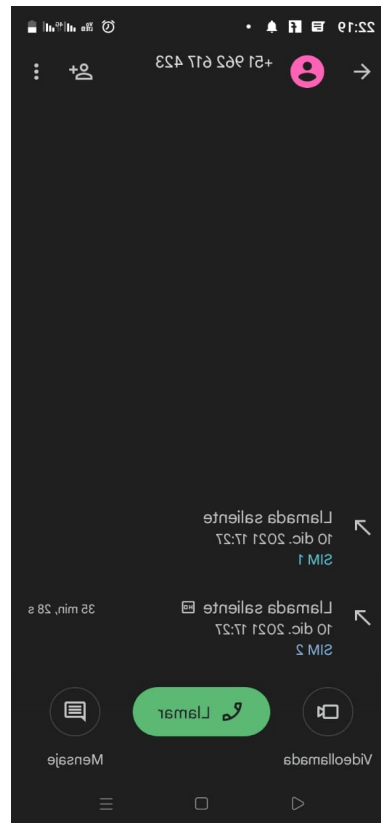 22:19
+51 962 617 423
Llamada saliente
10 dic. 2021 17:27
SIM 1
Llamada saliente HD
35 min, 28 s
10 dic. 2021 17:27
SIM 2
Llamar
Videollamada
Mensaje